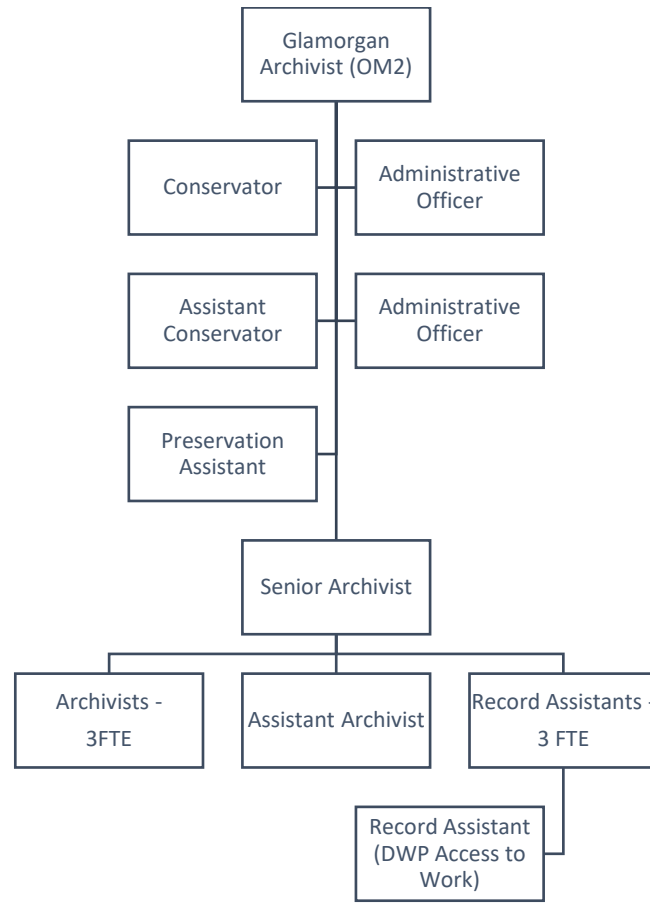 Glamorgan
Archivist (OM2)
Conservator
Administrative
Officer
Assistant
Conservator
Administrative
Officer
Preservation
Assistant
Senior Archivist
Archivists -
3FTE
Assistant Archivist
Record Assistants -
3 FTE
Record Assistant
(DWP Access to
Work)